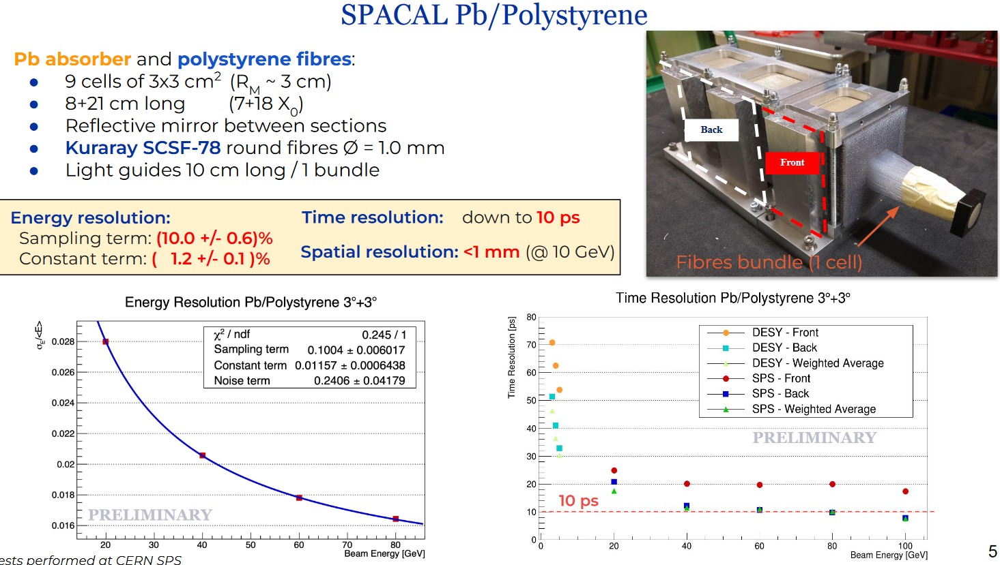 SPACAL Pb/Polystyrene
Pb absorber and polystyrene fibres:
● 9 cells of 3x3 cm² (R_M ~ 3 cm)
● 8+21 cm long (7+18 X_0)
● Reflective mirror between sections
● Kuraray SCSF-78 round fibres Ø = 1.0 mm
● Light guides 10 cm long / 1 bundle
Back
Front
Fibres bundle (1 cell)
Energy resolution:
Sampling term: (10.0 +/- 0.6)%
Constant term: ( 1.2 +/- 0.1 )%
Time resolution: down to 10 ps
Spatial resolution: <1 mm (@ 10 GeV)
Energy Resolution Pb/Polystyrene 3°+3°
σ_E/<E>
χ² / ndf 0.245 / 1
Sampling term 0.1004 ± 0.006017
Constant term 0.01157 ± 0.0006438
Noise term 0.2406 ± 0.04179
0.028
0.026
0.024
0.022
0.02
0.018
0.016
PRELIMINARY
20 30 40 50 60 70 80
Beam Energy [GeV]
Time Resolution Pb/Polystyrene 3°+3°
Time Resolution [ps]
80
70
60
50
40
30
20
10
0
DESY - Front
DESY - Back
DESY - Weighted Average
SPS - Front
SPS - Back
SPS - Weighted Average
PRELIMINARY
10 ps
0 20 40 60 80 100
Beam Energy [GeV]
ests performed at CERN SPS
5